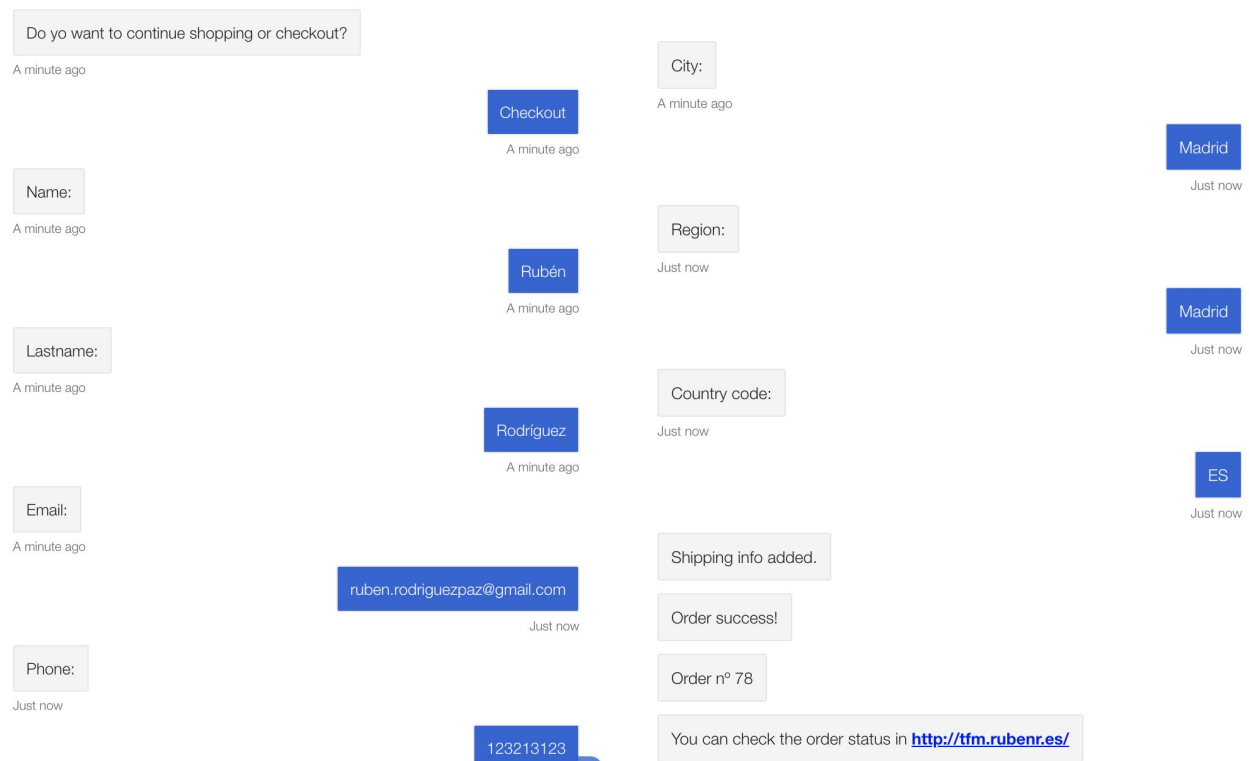 Do yo want to continue shopping or checkout?
A minute ago
Checkout
A minute ago
Name:
A minute ago
Rubén
A minute ago
Lastname:
A minute ago
Rodríguez
A minute ago
Email:
A minute ago
ruben.rodriguezpaz@gmail.com
Just now
Phone:
Just now
123213123
City:
A minute ago
Madrid
Just now
Region:
Just now
Madrid
Just now
Country code:
Just now
ES
Just now
Shipping info added.
Order success!
Order nº 78
You can check the order status in http://tfm.rubenr.es/